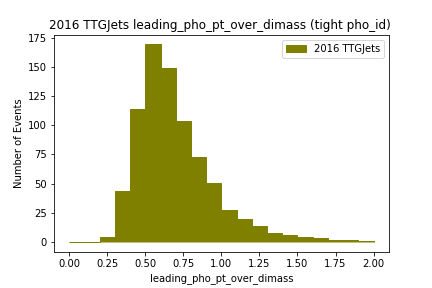 2016 TTGJets leading_pho_pt_over_dimass (tight pho_id)
2016 TTGJets
Number of Events
175
150
125
100
75
50
25
0
0.00 0.25 0.50 0.75 1.00 1.25 1.50 1.75 2.00
leading_pho_pt_over_dimass